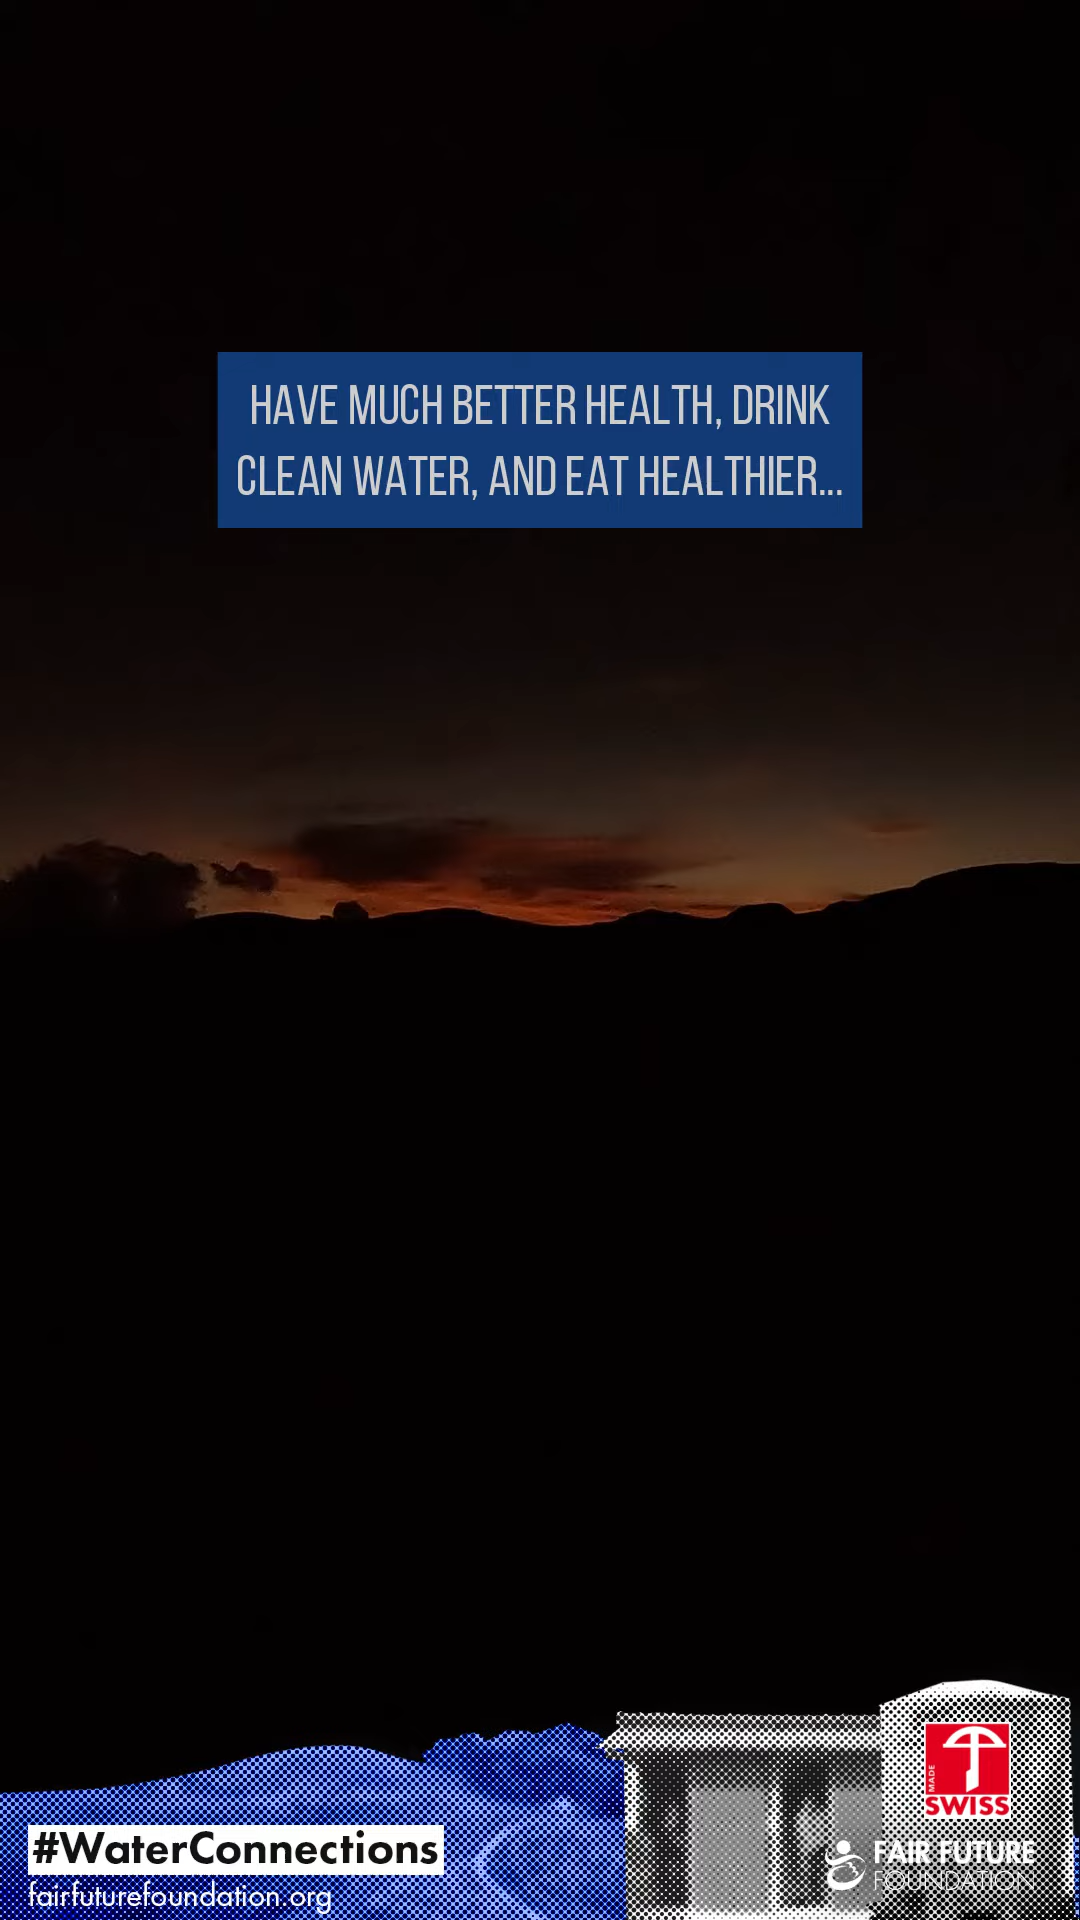 HAVE MUCH BETTER HEALTH, DRINK
CLEAN WATER, AND EAT HEALTHIER...
MADE
SWISS
#WaterConnections
fairfuturefoundation.org
FAIR FUTURE
FOUNDATION